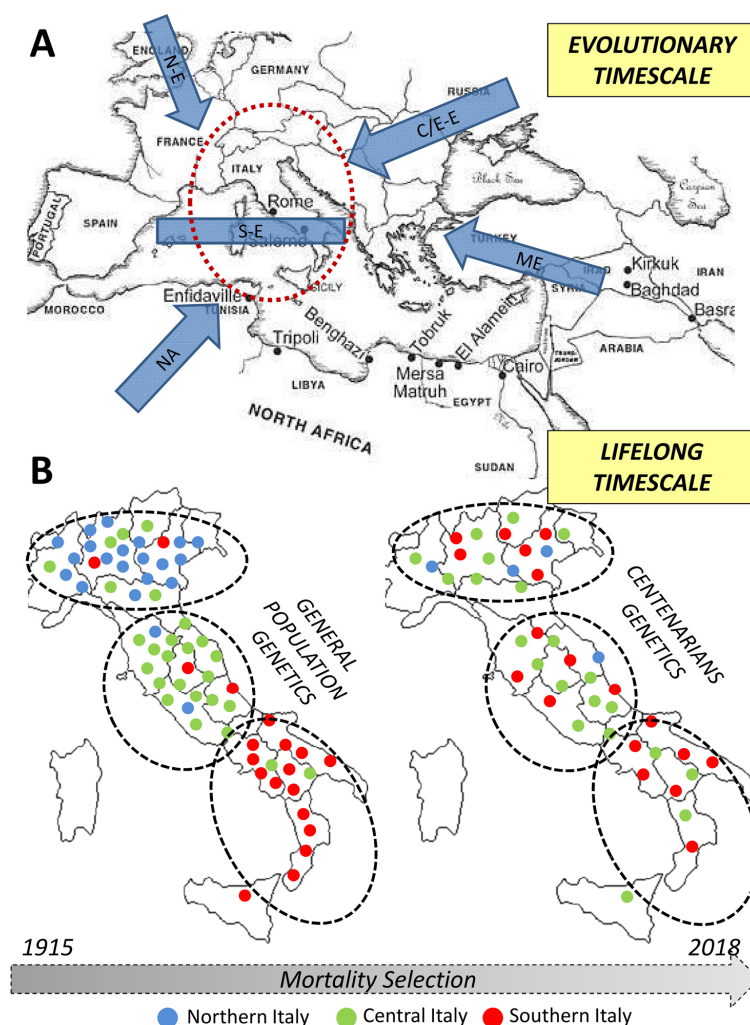 A
EVOLUTIONARY
TIMESCALE
ENGLAND
N-E
GERMANY
RUSSIA
C/E-E
FRANCE
ITALY
Black Sea
Caspian
Sea
PORTUGAL
SPAIN
Rome
S-E
Salerno
TURKEY
ME
IRAQ
Kirkuk
IRAN
SYRIA
Baghdad
SICILY
Enfidaville
TUNISIA
MOROCCO
Basra
NA
Tripoli
Benghazi
Tobruk
El Alamein
ARABIA
Mersa
Matruh
Cairo
LIBYA
EGYPT
NORTH AFRICA
SUDAN
B
LIFELONG
TIMESCALE
GENERAL
POPULATION
GENETICS
CENTENARIANS
GENETICS
1915
2018
Mortality Selection
Northern Italy
Central Italy
Southern Italy